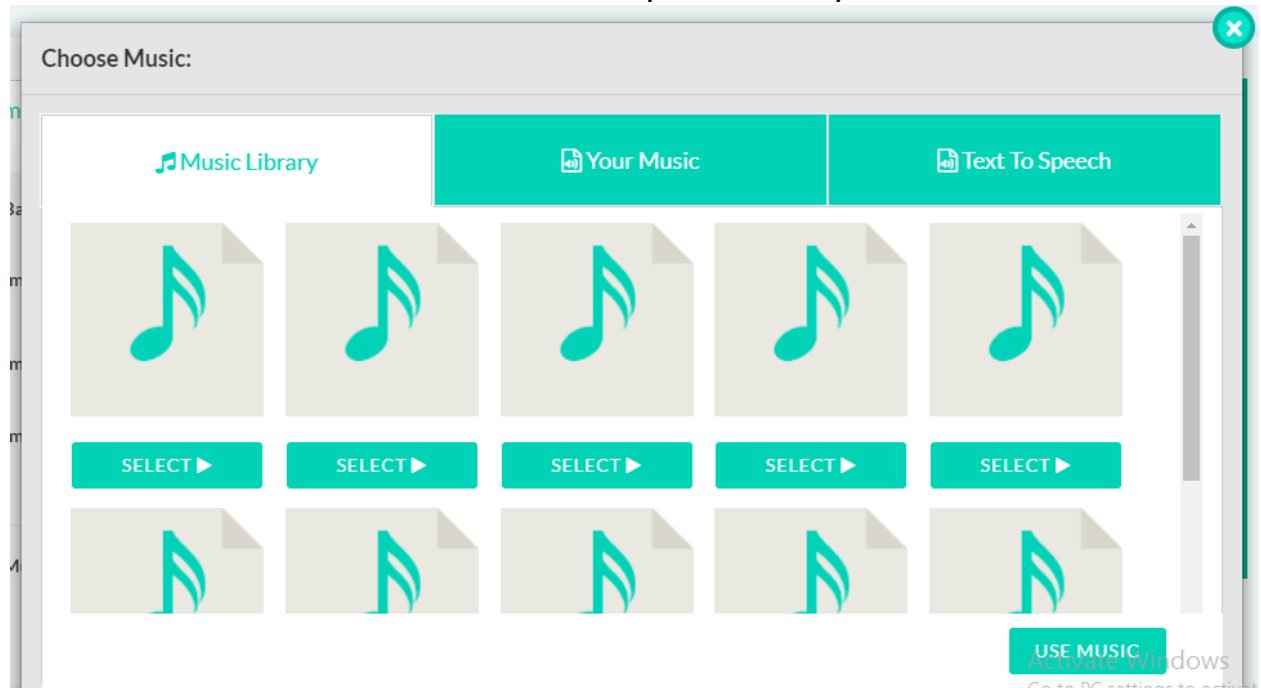 Choose Music:
Music Library
Your Music
Text To Speech
SELECT
SELECT
SELECT
SELECT
SELECT
USE MUSIC
Activate Windows